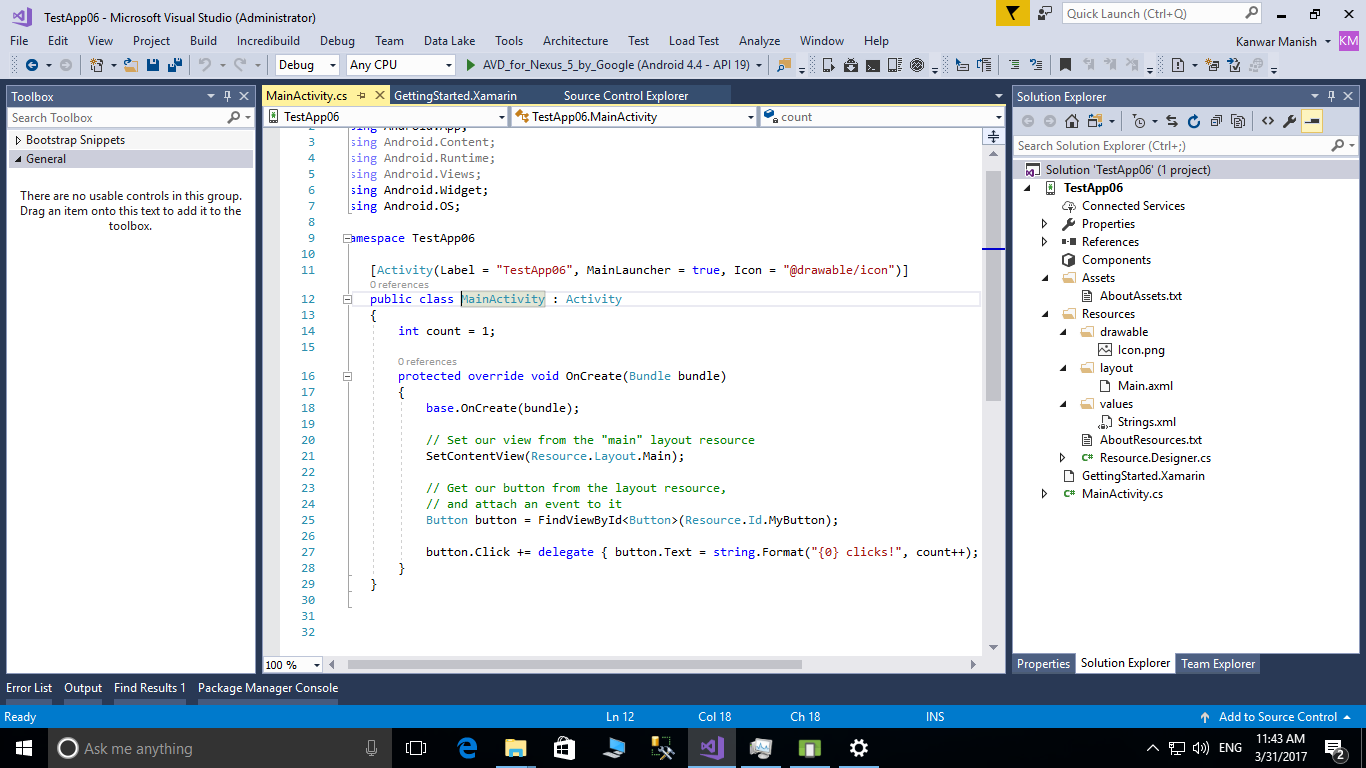 TestApp06 - Microsoft Visual Studio (Administrator)
Quick Launch (Ctrl+Q)
File Edit View Project Build Incredibuild Debug Team Data Lake Tools Architecture Test Load Test Analyze Window Help
Kanwar Manish KM
Debug Any CPU AVD_for_Nexus_5_by_Google (Android 4.4 - API 19)
Toolbox
Search Toolbox
Bootstrap Snippets
General
There are no usable controls in this group.
Drag an item onto this text to add it to the
toolbox.
MainActivity.cs GettingStarted.Xamarin Source Control Explorer
TestApp06 TestApp06.MainActivity count
2 sing Android.App;
3 sing Android.Content;
4 sing Android.Runtime;
5 sing Android.Views;
6 sing Android.Widget;
7 sing Android.OS;
8
9 amespace TestApp06
10
11 [Activity(Label = "TestApp06", MainLauncher = true, Icon = "@drawable/icon")]
0 references
12 public class MainActivity : Activity
13 {
14 int count = 1;
15
0 references
16 protected override void OnCreate(Bundle bundle)
17 {
18 base.OnCreate(bundle);
19
20 // Set our view from the "main" layout resource
21 SetContentView(Resource.Layout.Main);
22
23 // Get our button from the layout resource,
24 // and attach an event to it
25 Button button = FindViewById<Button>(Resource.Id.MyButton);
26
27 button.Click += delegate { button.Text = string.Format("{0} clicks!", count++);
28 }
29 }
30
31
32
100 %
Solution Explorer
Search Solution Explorer (Ctrl+;)
Solution 'TestApp06' (1 project)
TestApp06
Connected Services
Properties
References
Components
Assets
AboutAssets.txt
Resources
drawable
Icon.png
layout
Main.axml
values
Strings.xml
AboutResources.txt
C# Resource.Designer.cs
GettingStarted.Xamarin
C# MainActivity.cs
Properties Solution Explorer Team Explorer
Error List Output Find Results 1 Package Manager Console
Ready Ln 12 Col 18 Ch 18 INS Add to Source Control
Ask me anything
ENG
11:43 AM
3/31/2017
2